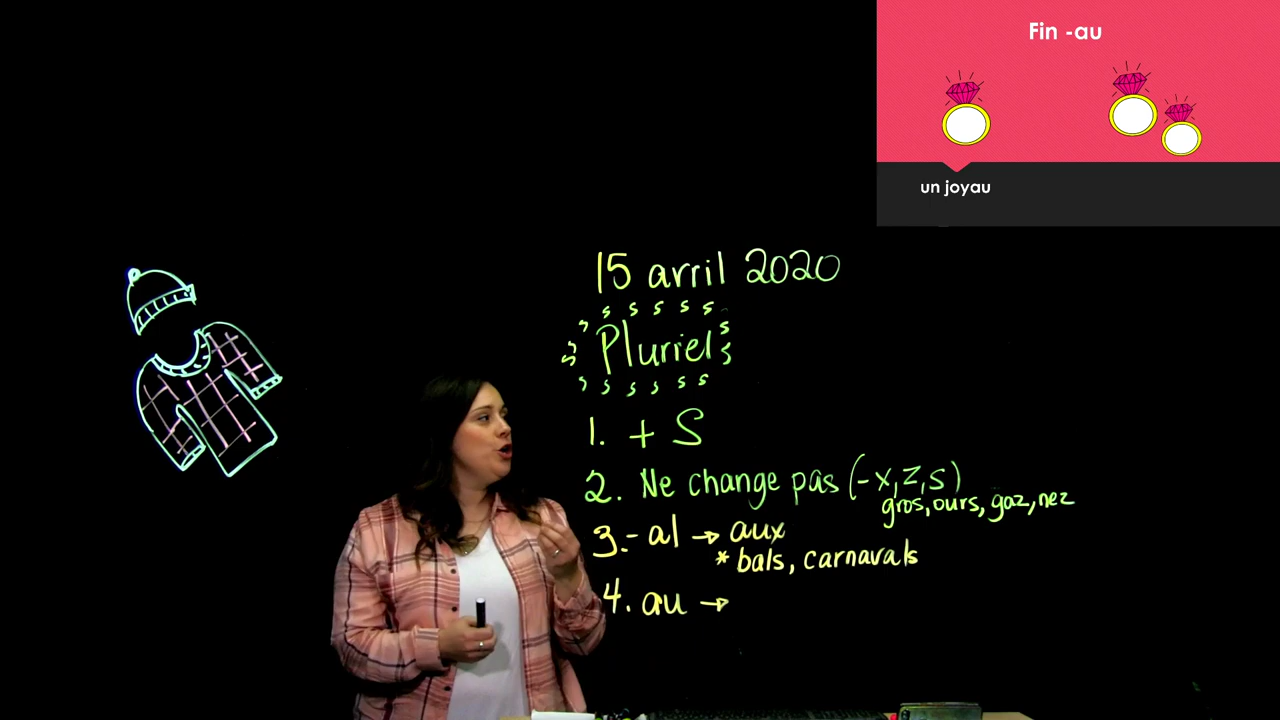 Fin -au
un joyau
15 avril 2020
s s s s s s s s s s s s s s s s s
Pluriel
1. + S
2. Ne change pas (-x, z, s)
gros, ours, gaz, nez
3. -al → aux
* bals, carnavals
4. au →